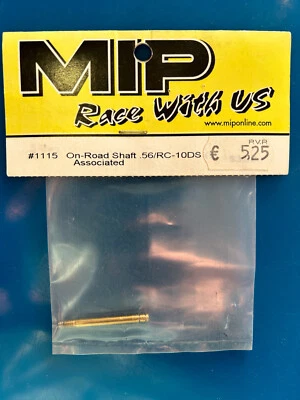 MIP
Race With US
www.miponline.com
#1115 On-Road Shaft .56/RC-10DS
Associated
P.V.P.
€ 5,25